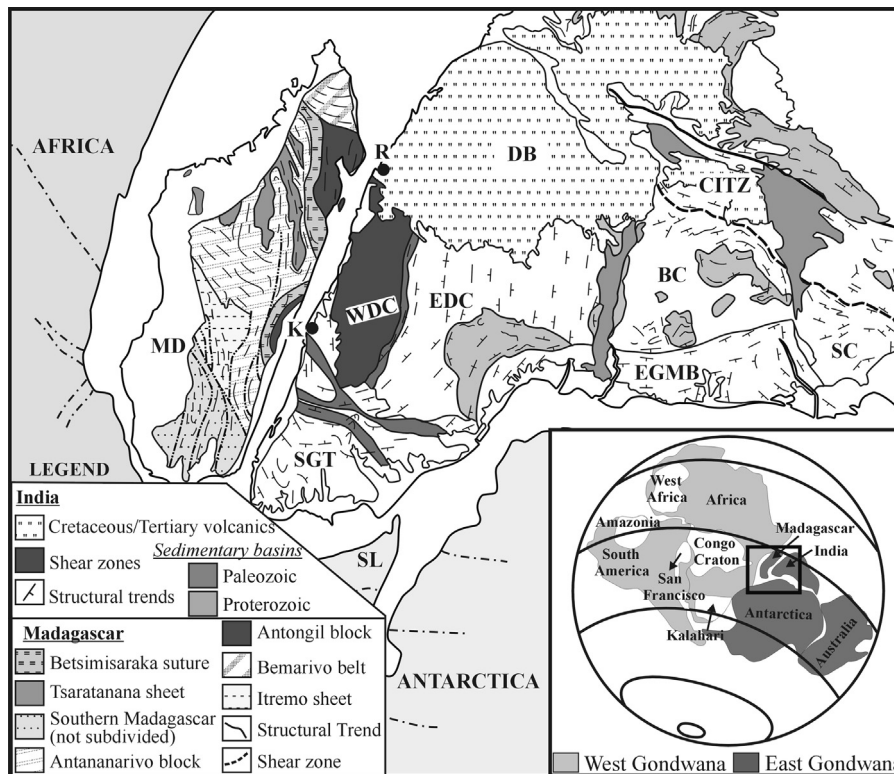 AFRICA
R
DB
CITZ
BC
WDC
EDC
K
MD
SC
EGMB
SGT
SL
ANTARCTICA
LEGEND
India
Cretaceous/Tertiary volcanics
Shear zones
Structural trends
Sedimentary basins
Paleozoic
Proterozoic
Madagascar
Betsimisaraka suture
Tsaratanana sheet
Southern Madagascar
(not subdivided)
Antananarivo block
Antongil block
Bemarivo belt
Itremo sheet
Structural Trend
Shear zone
West
Africa
Africa
Amazonia
Madagascar
India
South
America
Congo
Craton
San
Francisco
Kalahari
Antarctica
Australia
West Gondwana
East Gondwana